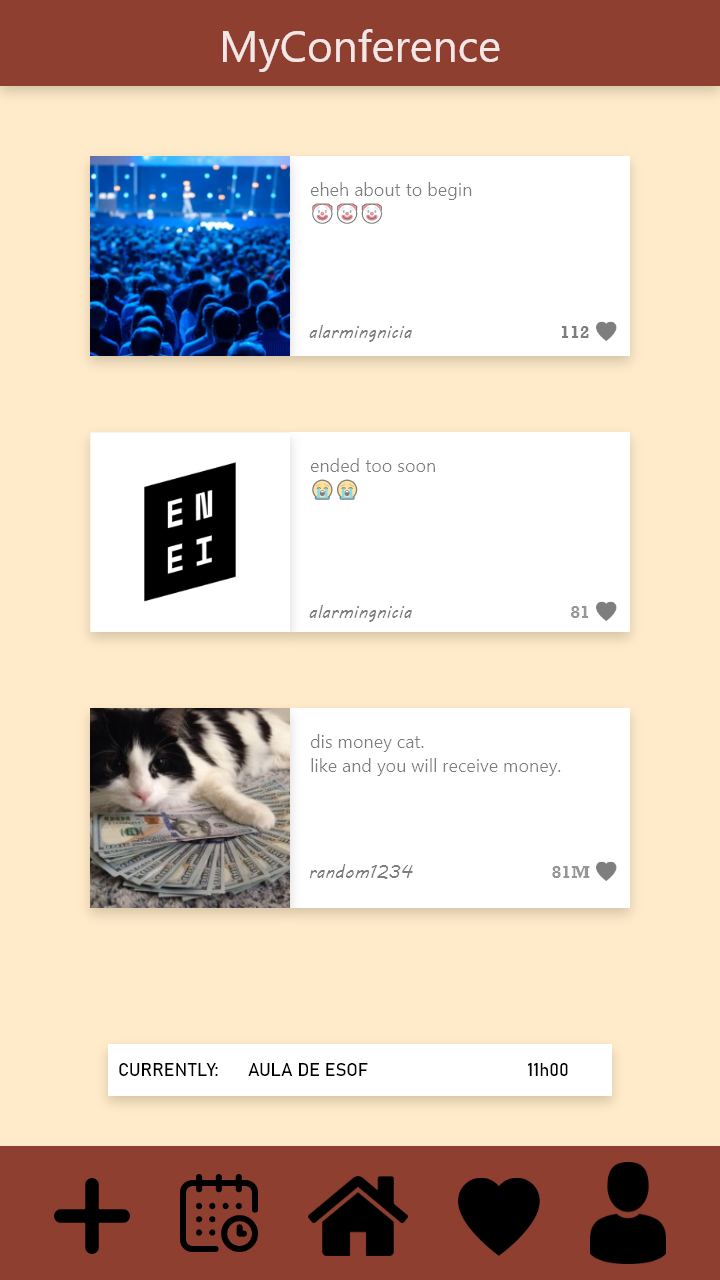 MyConference
eheh about to begin
🤡🤡🤡
alarmingnicia
112
EN
EI
ended too soon
😭😭
alarmingnicia
81
dis money cat.
like and you will receive money.
random1234
81M
CURRENTLY: AULA DE ESOF 11h00